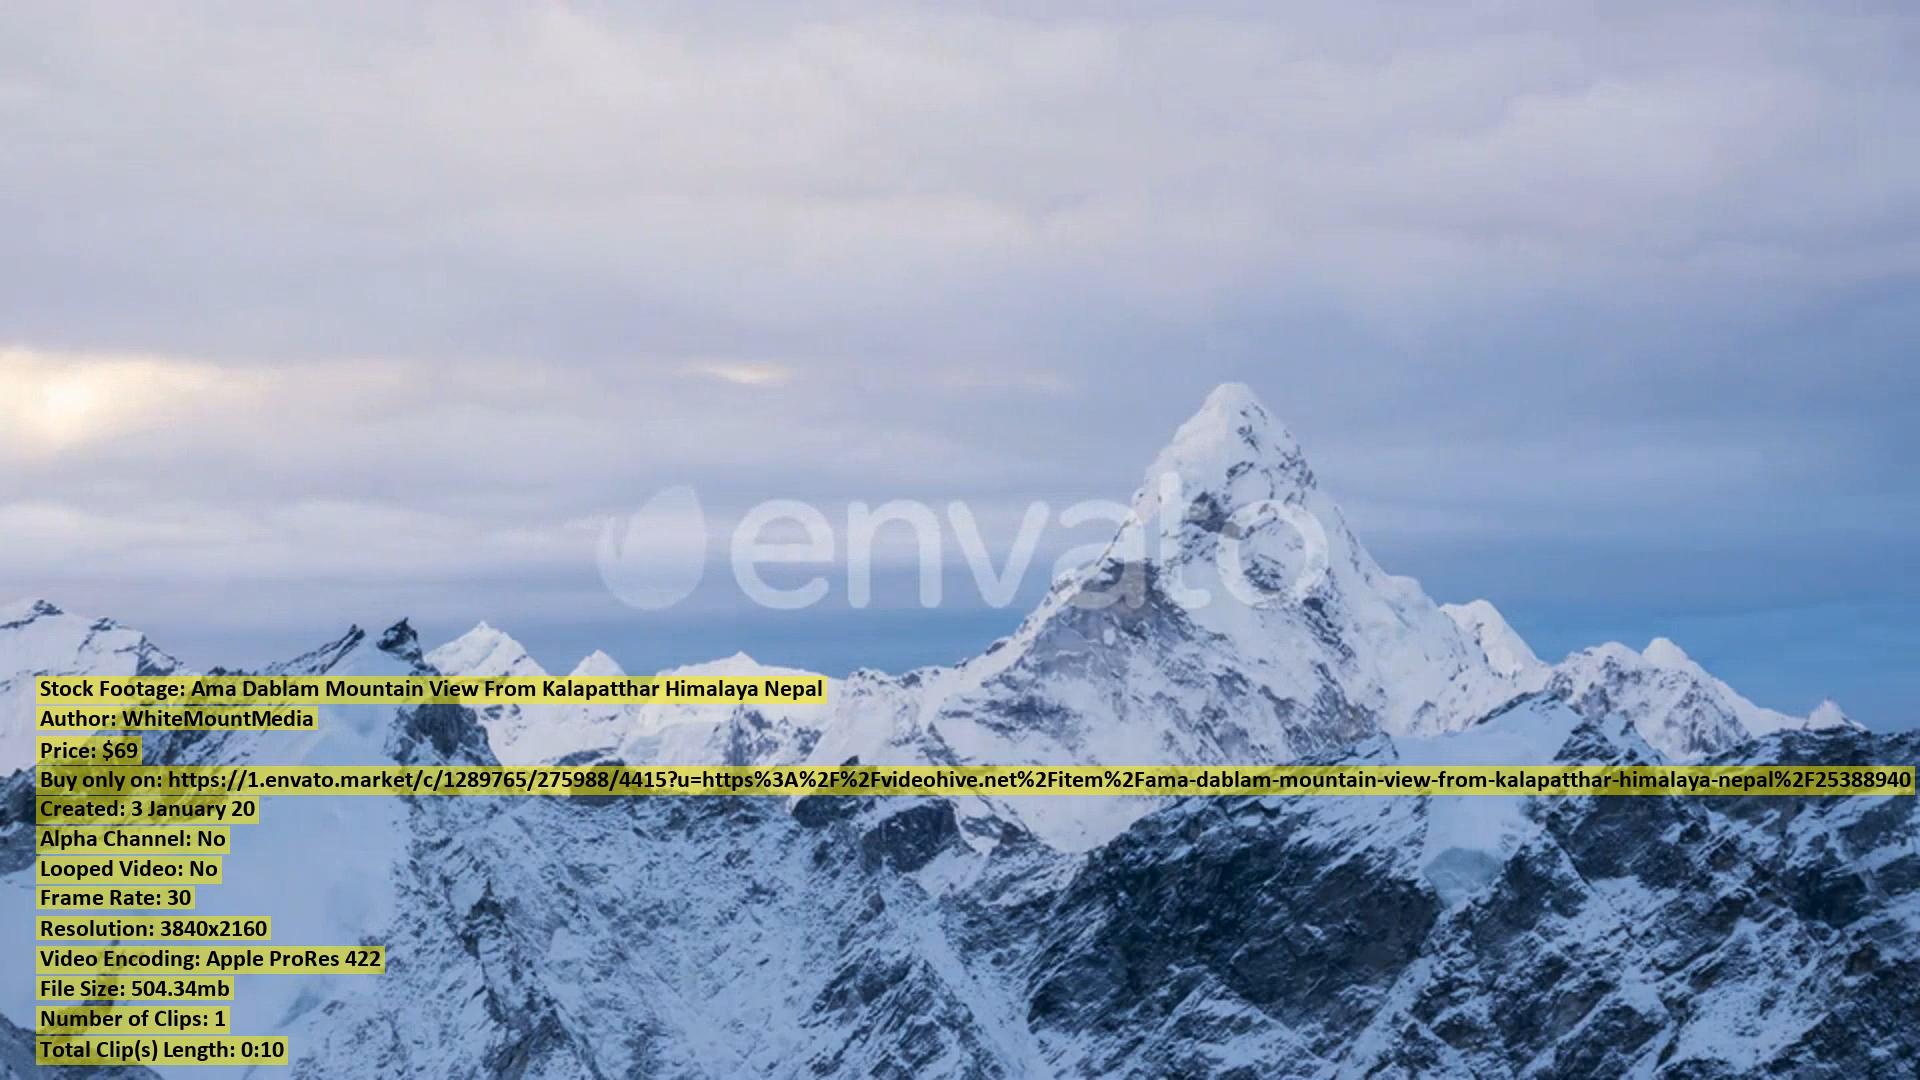 envato
Stock Footage: Ama Dablam Mountain View From Kalapatthar Himalaya Nepal
Author: WhiteMountMedia
Price: $69
Buy only on: https://1.envato.market/c/1289765/275988/4415?u=https%3A%2F%2Fvideohive.net%2Fitem%2Fama-dablam-mountain-view-from-kalapatthar-himalaya-nepal%2F25388940
Created: 3 January 20
Alpha Channel: No
Looped Video: No
Frame Rate: 30
Resolution: 3840x2160
Video Encoding: Apple ProRes 422
File Size: 504.34mb
Number of Clips: 1
Total Clip(s) Length: 0:10